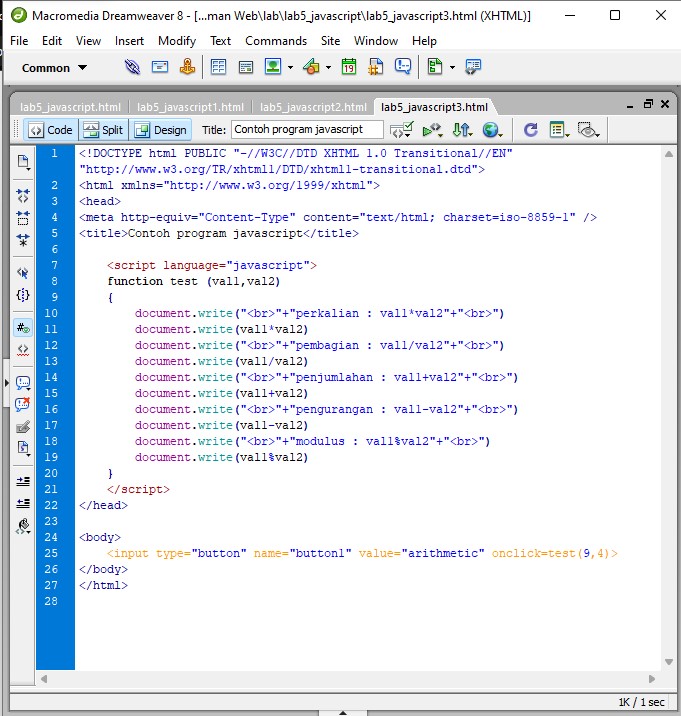 Macromedia Dreamweaver 8 - [...man Web\lab\lab5_javascript\lab5_javascript3.html (XHTML)]
File Edit View Insert Modify Text Commands Site Window Help
Common
lab5_javascript.html lab5_javascript1.html lab5_javascript2.html lab5_javascript3.html
Code Split Design Title: Contoh program javascript
1 <!DOCTYPE html PUBLIC "-//W3C//DTD XHTML 1.0 Transitional//EN"
"http://www.w3.org/TR/xhtml1/DTD/xhtml1-transitional.dtd">
2 <html xmlns="http://www.w3.org/1999/xhtml">
3 <head>
4 <meta http-equiv="Content-Type" content="text/html; charset=iso-8859-1" />
5 <title>Contoh program javascript</title>
6
7 <script language="javascript">
8 function test (val1,val2)
9 {
10 document.write("<br>"+"perkalian : val1*val2"+"<br>")
11 document.write(val1*val2)
12 document.write("<br>"+"pembagian : val1/val2"+"<br>")
13 document.write(val1/val2)
14 document.write("<br>"+"penjumlahan : val1+val2"+"<br>")
15 document.write(val1+val2)
16 document.write("<br>"+"pengurangan : val1-val2"+"<br>")
17 document.write(val1-val2)
18 document.write("<br>"+"modulus : val1%val2"+"<br>")
19 document.write(val1%val2)
20 }
21 </script>
22 </head>
23
24 <body>
25 <input type="button" name="button1" value="arithmetic" onclick=test(9,4)>
26 </body>
27 </html>
28
1K / 1 sec